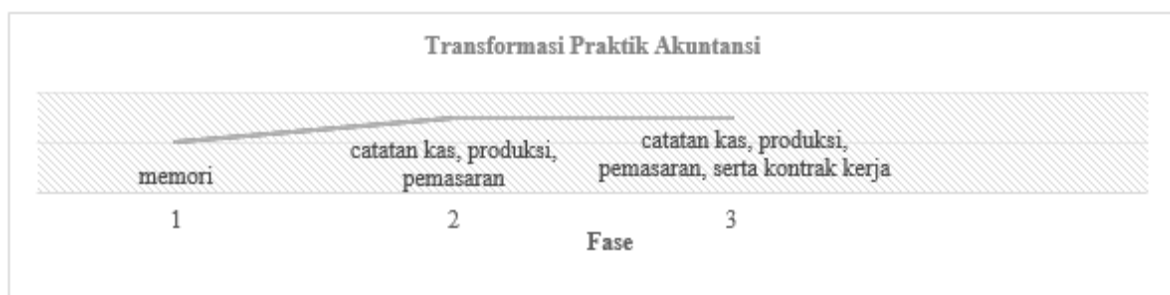 Transformasi Praktik Akuntansi
memori
catatan kas, produksi,
pemasaran
catatan kas, produksi,
pemasaran, serta kontrak kerja
1
2
3
Fase